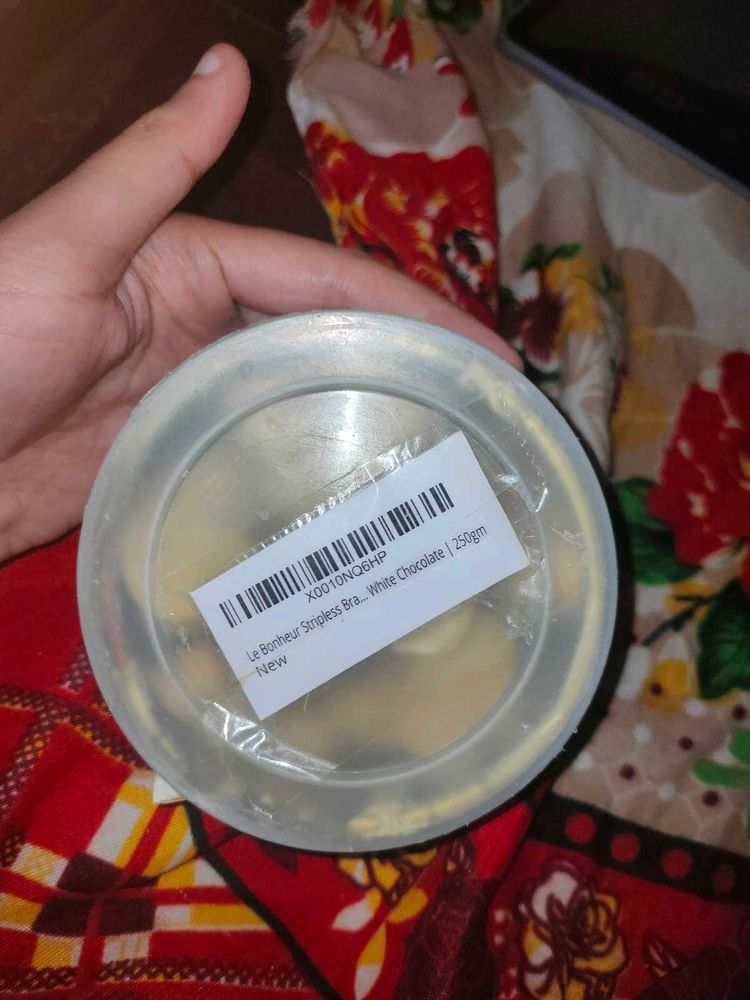 X0010NQ6HP
Le Bonheur Stripless Bra... White Chocolate | 250gm
New